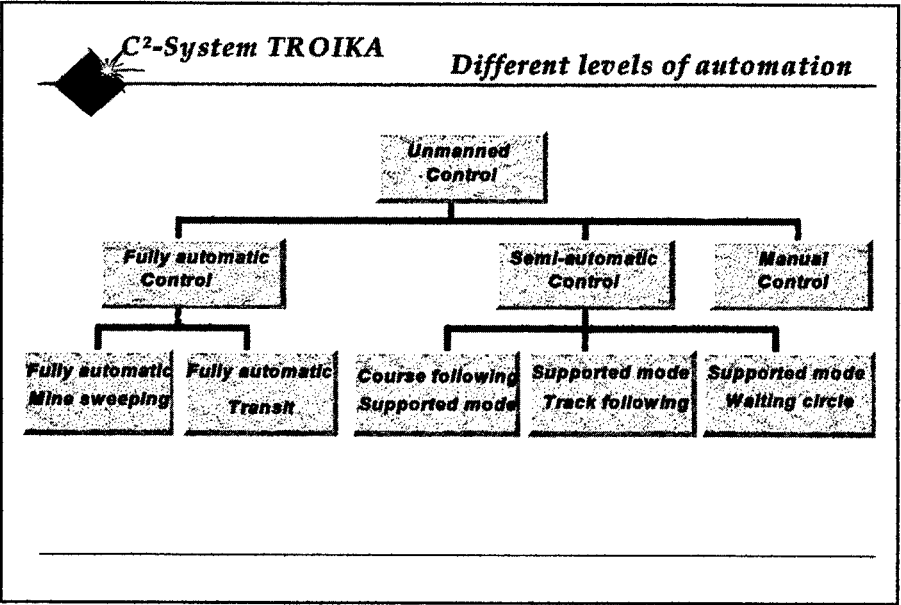 C²-System TROIKA
Different levels of automation
Unmanned
Control
Fully automatic
Control
Semi-automatic
Control
Manual
Control
Fully automatic
Mine sweeping
Fully automatic
Transit
Course following
Supported mode
Supported mode
Track following
Supported mode
Waiting circle